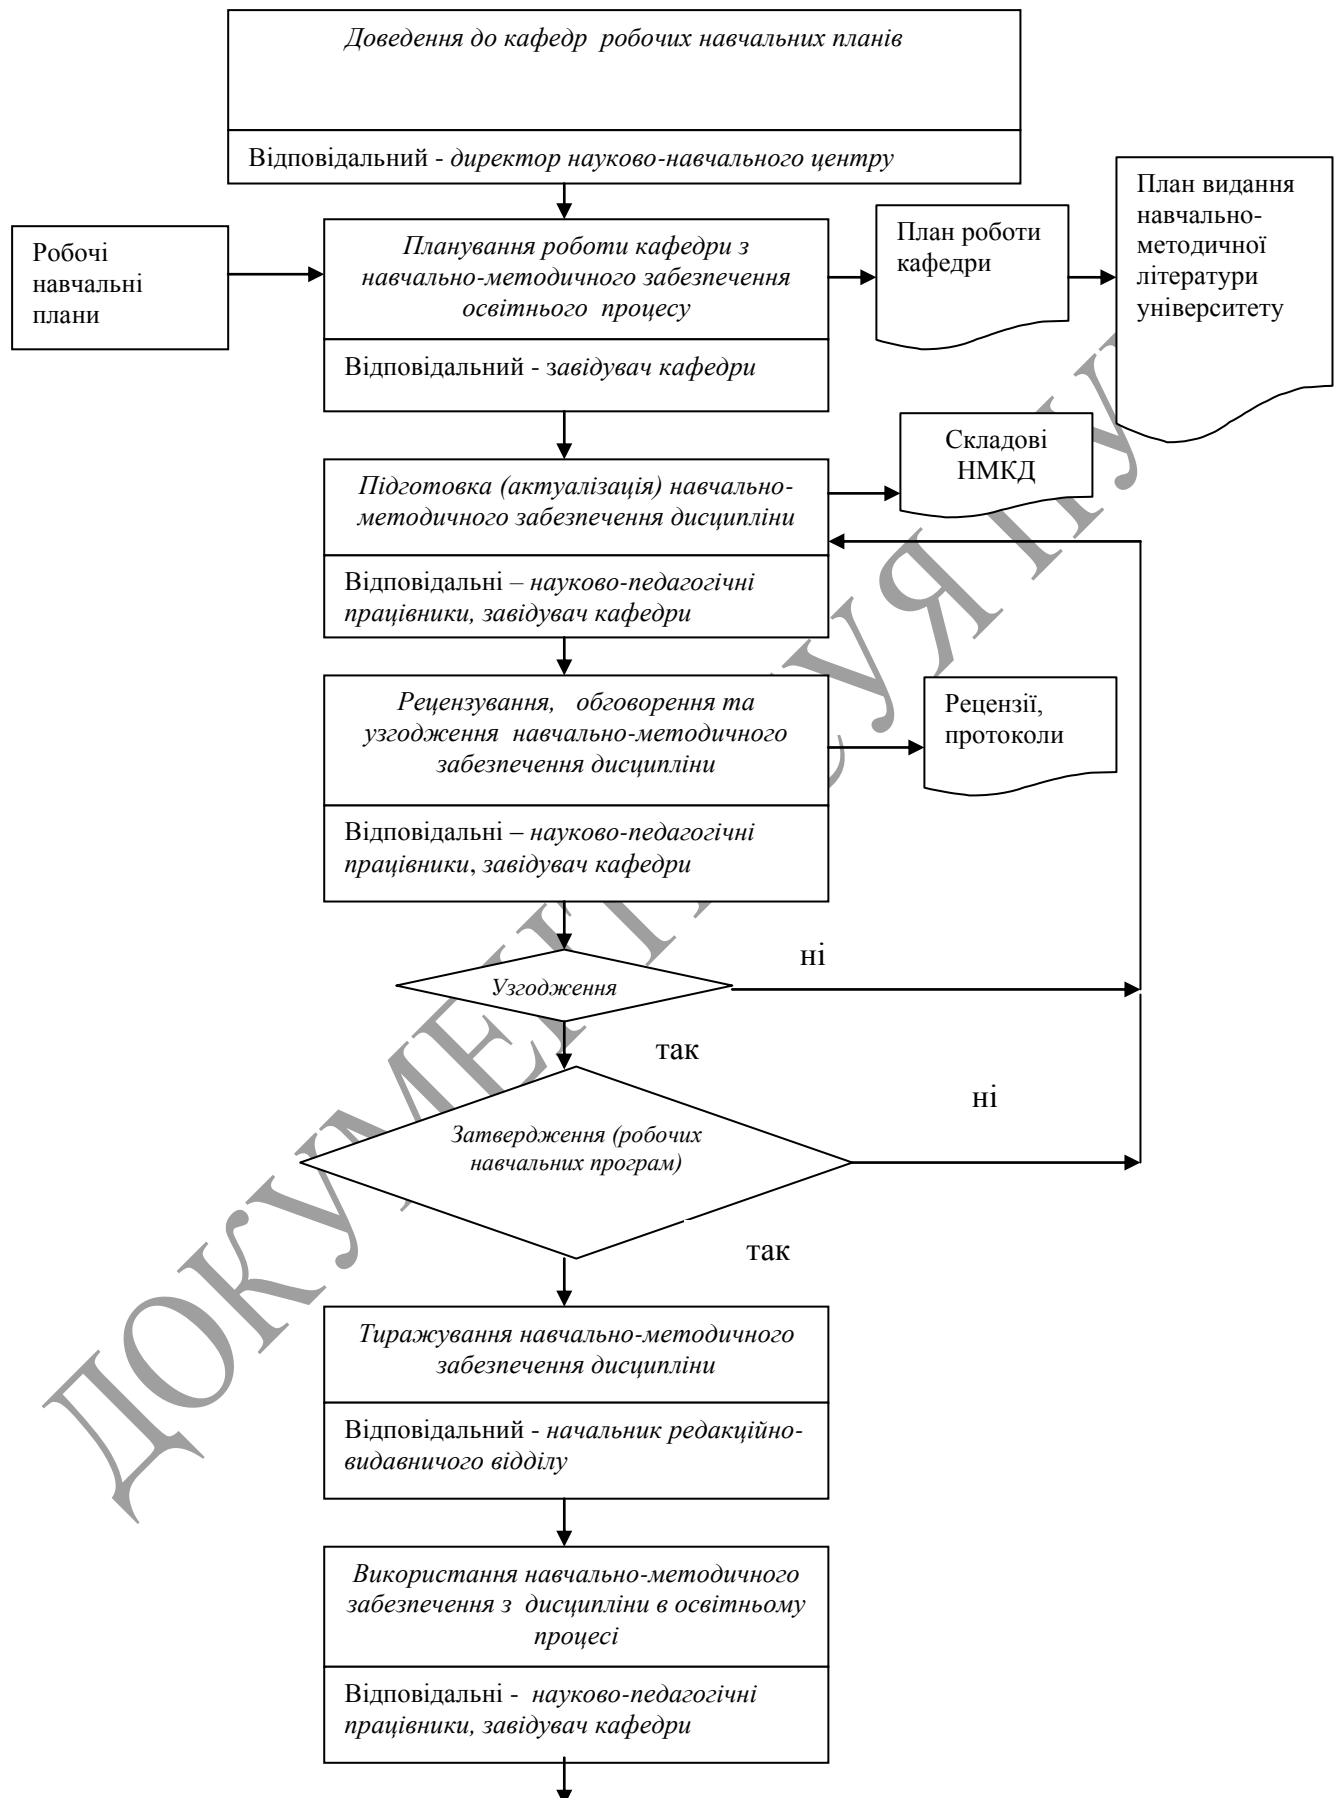 Доведення до кафедр робочих навчальних планів
Відповідальний - директор науково-навчального центру
Робочі
навчальні
плани
Планування роботи кафедри з
навчально-методичного забезпечення
освітнього процесу
Відповідальний - завідувач кафедри
План роботи
кафедри
План видання
навчально-
методичної
літератури
університету
Підготовка (актуалізація) навчально-
методичного забезпечення дисципліни
Відповідальні – науково-педагогічні
працівники, завідувач кафедри
Складові
НМКД
Рецензування, обговорення та
узгодження навчально-методичного
забезпечення дисципліни
Відповідальні – науково-педагогічні
працівники, завідувач кафедри
Рецензії,
протоколи
Узгодження
ні
так
Затвердження (робочих
навчальних програм)
ні
так
Тиражування навчально-методичного
забезпечення дисципліни
Відповідальний - начальник редакційно-
видавничого відділу
Використання навчально-методичного
забезпечення з дисципліни в освітньому
процесі
Відповідальні - науково-педагогічні
працівники, завідувач кафедри